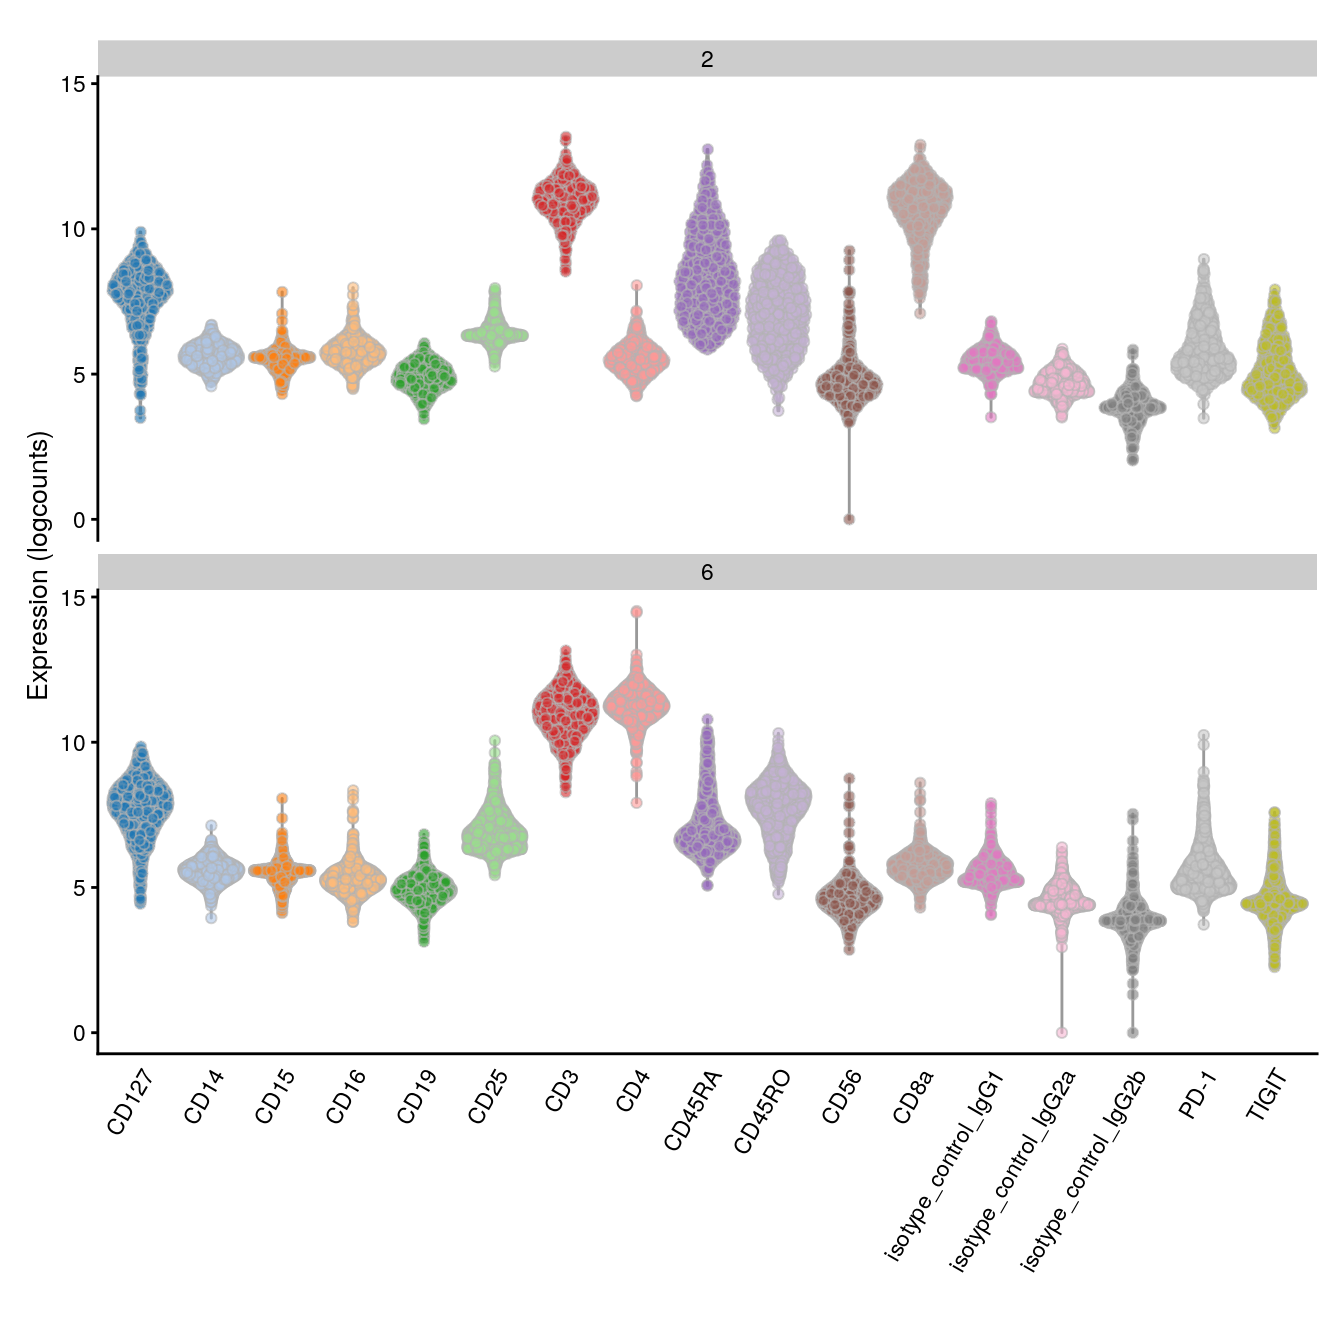 2
15
10
5
0
Expression (logcounts)
6
15
10
5
0
CD127
CD14
CD15
CD16
CD19
CD25
CD3
CD4
CD45RA
CD45RO
CD56
CD8a
isotype_control_IgG1
isotype_control_IgG2a
isotype_control_IgG2b
PD-1
TIGIT